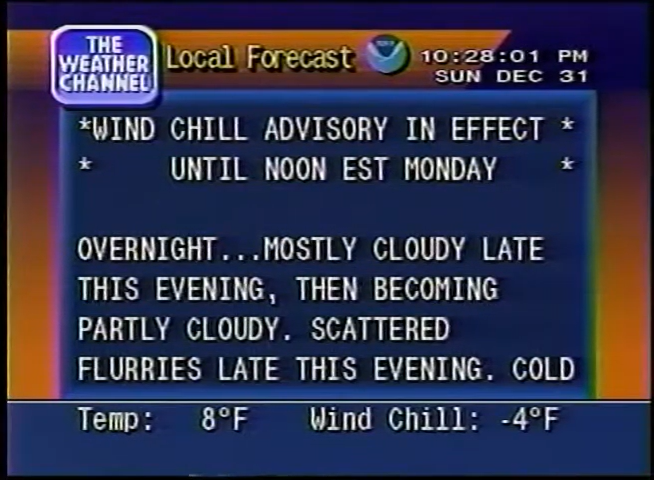 THE
WEATHER
CHANNEL
Local Forecast
10:28:01 PM
SUN DEC 31
*WIND CHILL ADVISORY IN EFFECT *
* UNTIL NOON EST MONDAY *
OVERNIGHT...MOSTLY CLOUDY LATE
THIS EVENING, THEN BECOMING
PARTLY CLOUDY. SCATTERED
FLURRIES LATE THIS EVENING. COLD
Temp: 8°F Wind Chill: -4°F